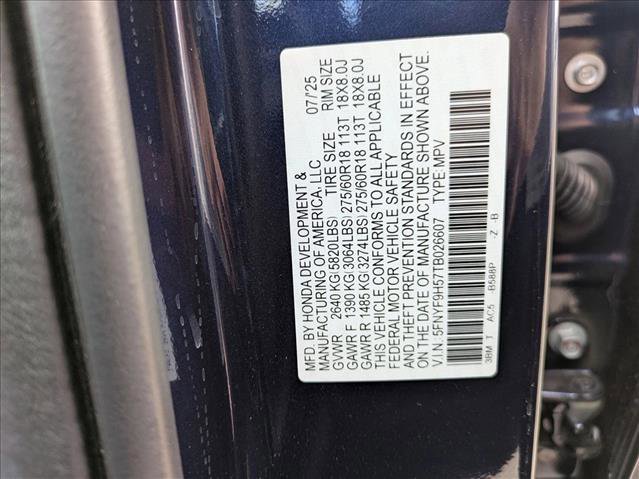 MFD. BY HONDA DEVELOPMENT &
MANUFACTURING OF AMERICA, LLC 07/'25
GVWR 2640 KG(5820LBS) TIRE SIZE RIM SIZE
GAWR F 1390 KG(3064LBS) 275/60R18 113T 18X8.0J
GAWR R 1485 KG(3274LBS) 275/60R18 113T 18X8.0J
THIS VEHICLE CONFORMS TO ALL APPLICABLE
FEDERAL MOTOR VEHICLE SAFETY
AND THEFT PREVENTION STANDARDS IN EFFECT
ON THE DATE OF MANUFACTURE SHOWN ABOVE.
V.I.N.:5FNYF9H57TB026607 TYPE:MPV
3BM T AC5 B588P -Z -B